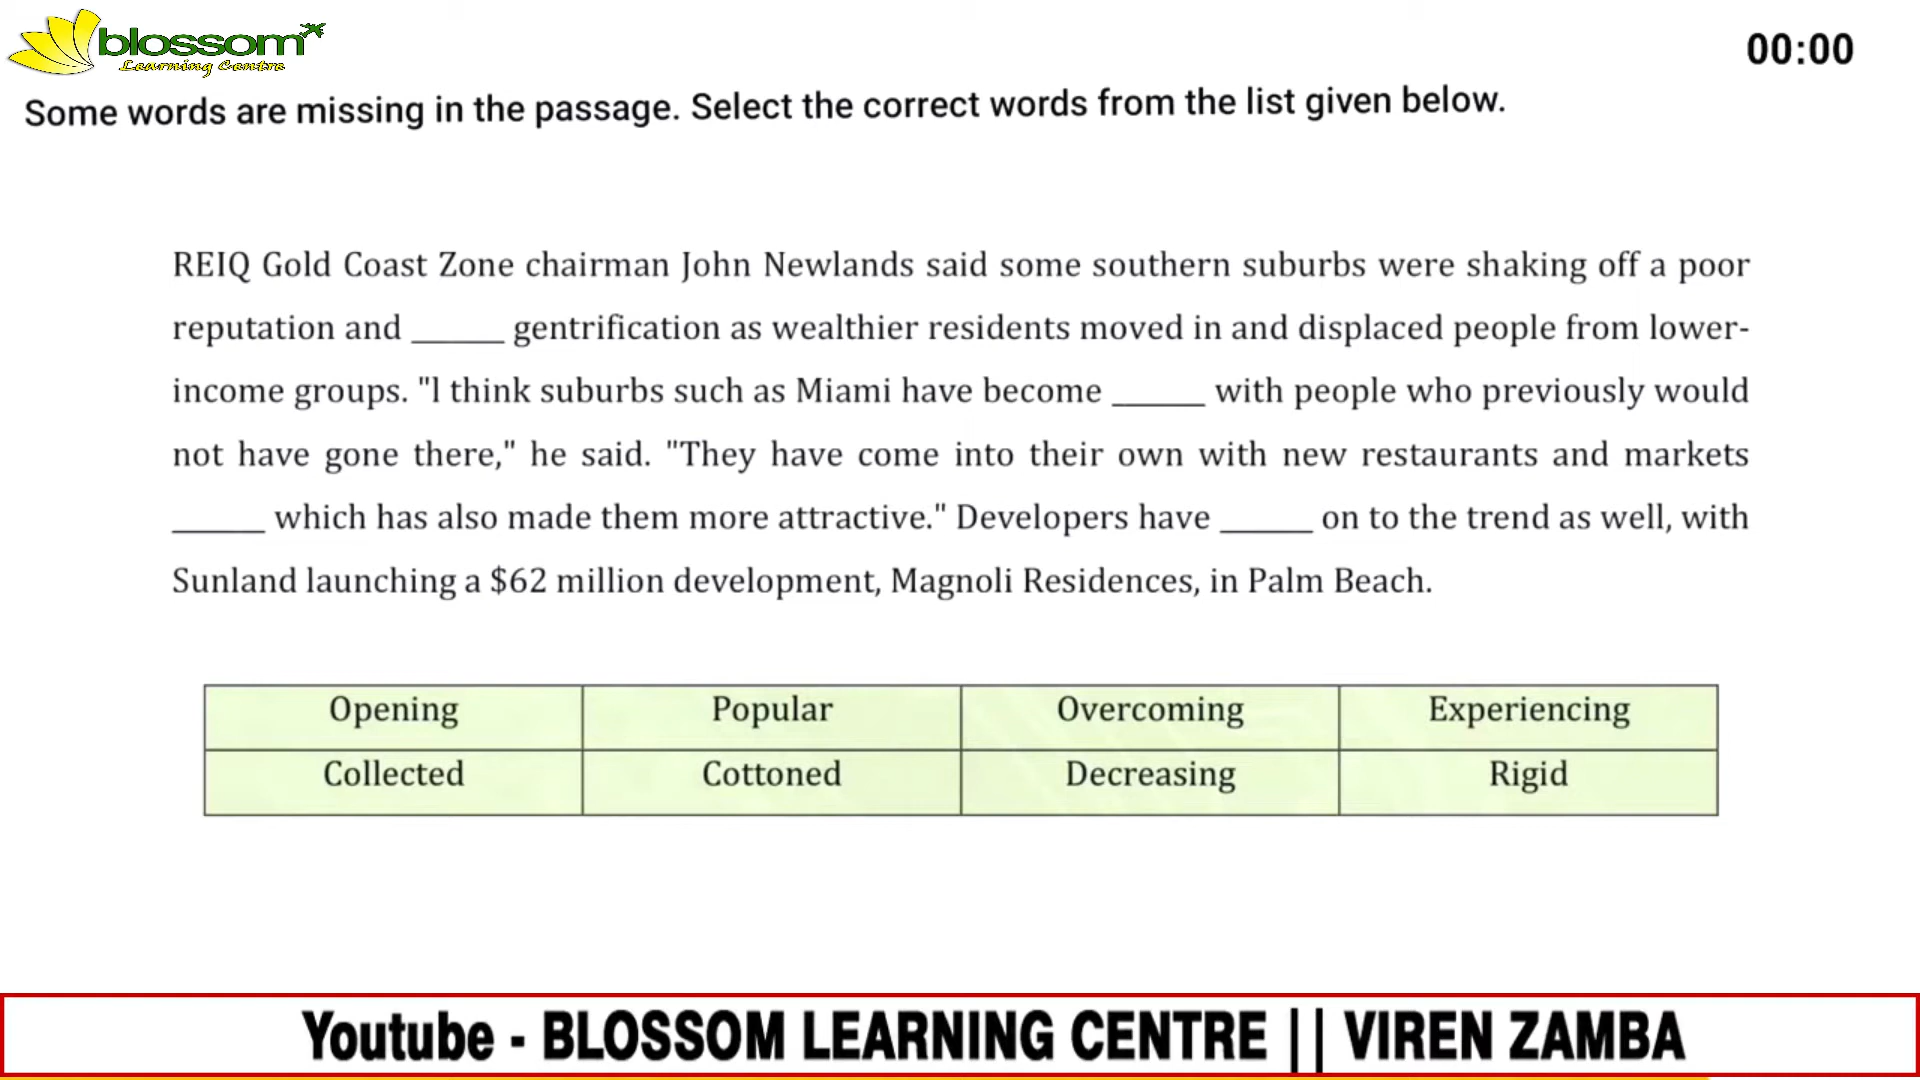 blossom
Learning Centre
00:00
Some words are missing in the passage. Select the correct words from the list given below.
REIQ Gold Coast Zone chairman John Newlands said some southern suburbs were shaking off a poor
reputation and ______ gentrification as wealthier residents moved in and displaced people from lower-
income groups. "l think suburbs such as Miami have become ______ with people who previously would
not have gone there," he said. "They have come into their own with new restaurants and markets
______ which has also made them more attractive." Developers have ______ on to the trend as well, with
Sunland launching a $62 million development, Magnoli Residences, in Palm Beach.
Opening Popular Overcoming Experiencing
Collected Cottoned Decreasing Rigid
Youtube - BLOSSOM LEARNING CENTRE || VIREN ZAMBA